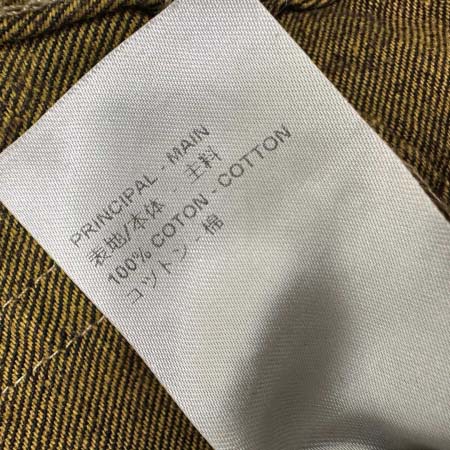 PRINCIPAL - MAIN
表地/本体 - 主料
100% COTON - COTTON
コットン - 棉